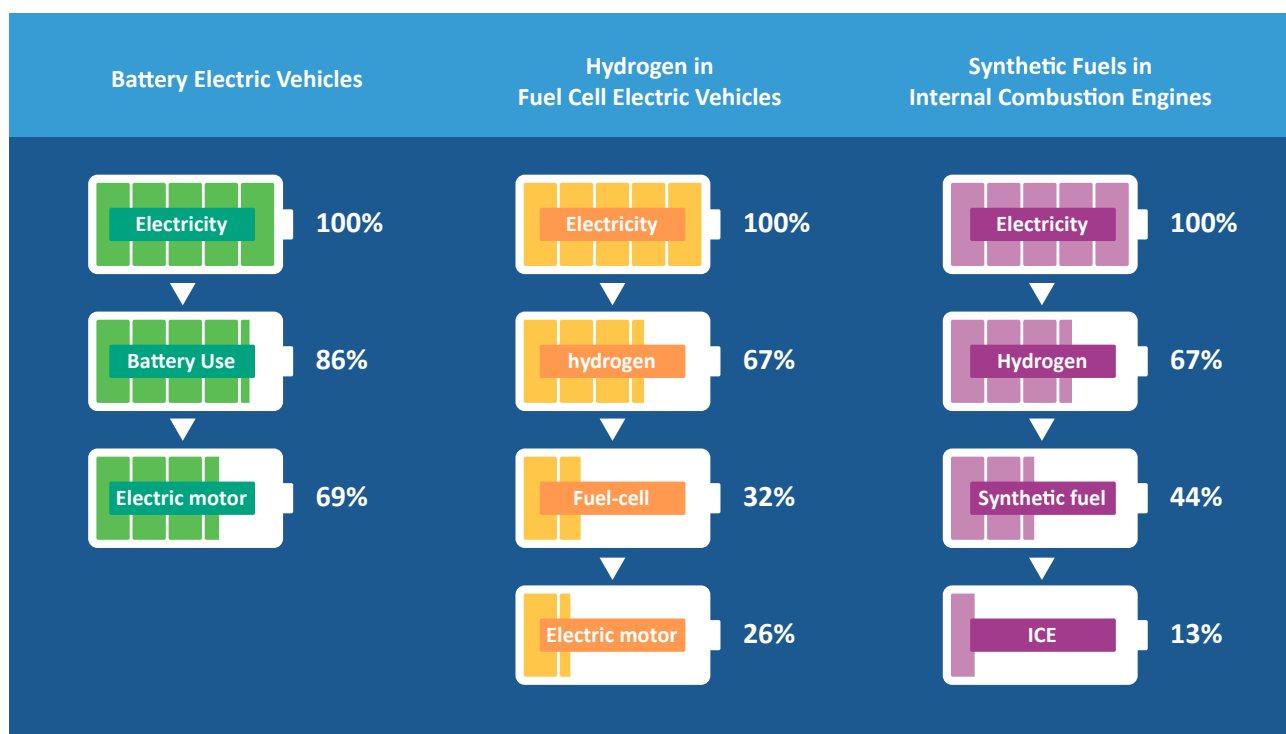 Battery Electric Vehicles
Hydrogen in
Fuel Cell Electric Vehicles
Synthetic Fuels in
Internal Combustion Engines
Electricity 100%
Battery Use 86%
Electric motor 69%
Electricity 100%
hydrogen 67%
Fuel-cell 32%
Electric motor 26%
Electricity 100%
Hydrogen 67%
Synthetic fuel 44%
ICE 13%